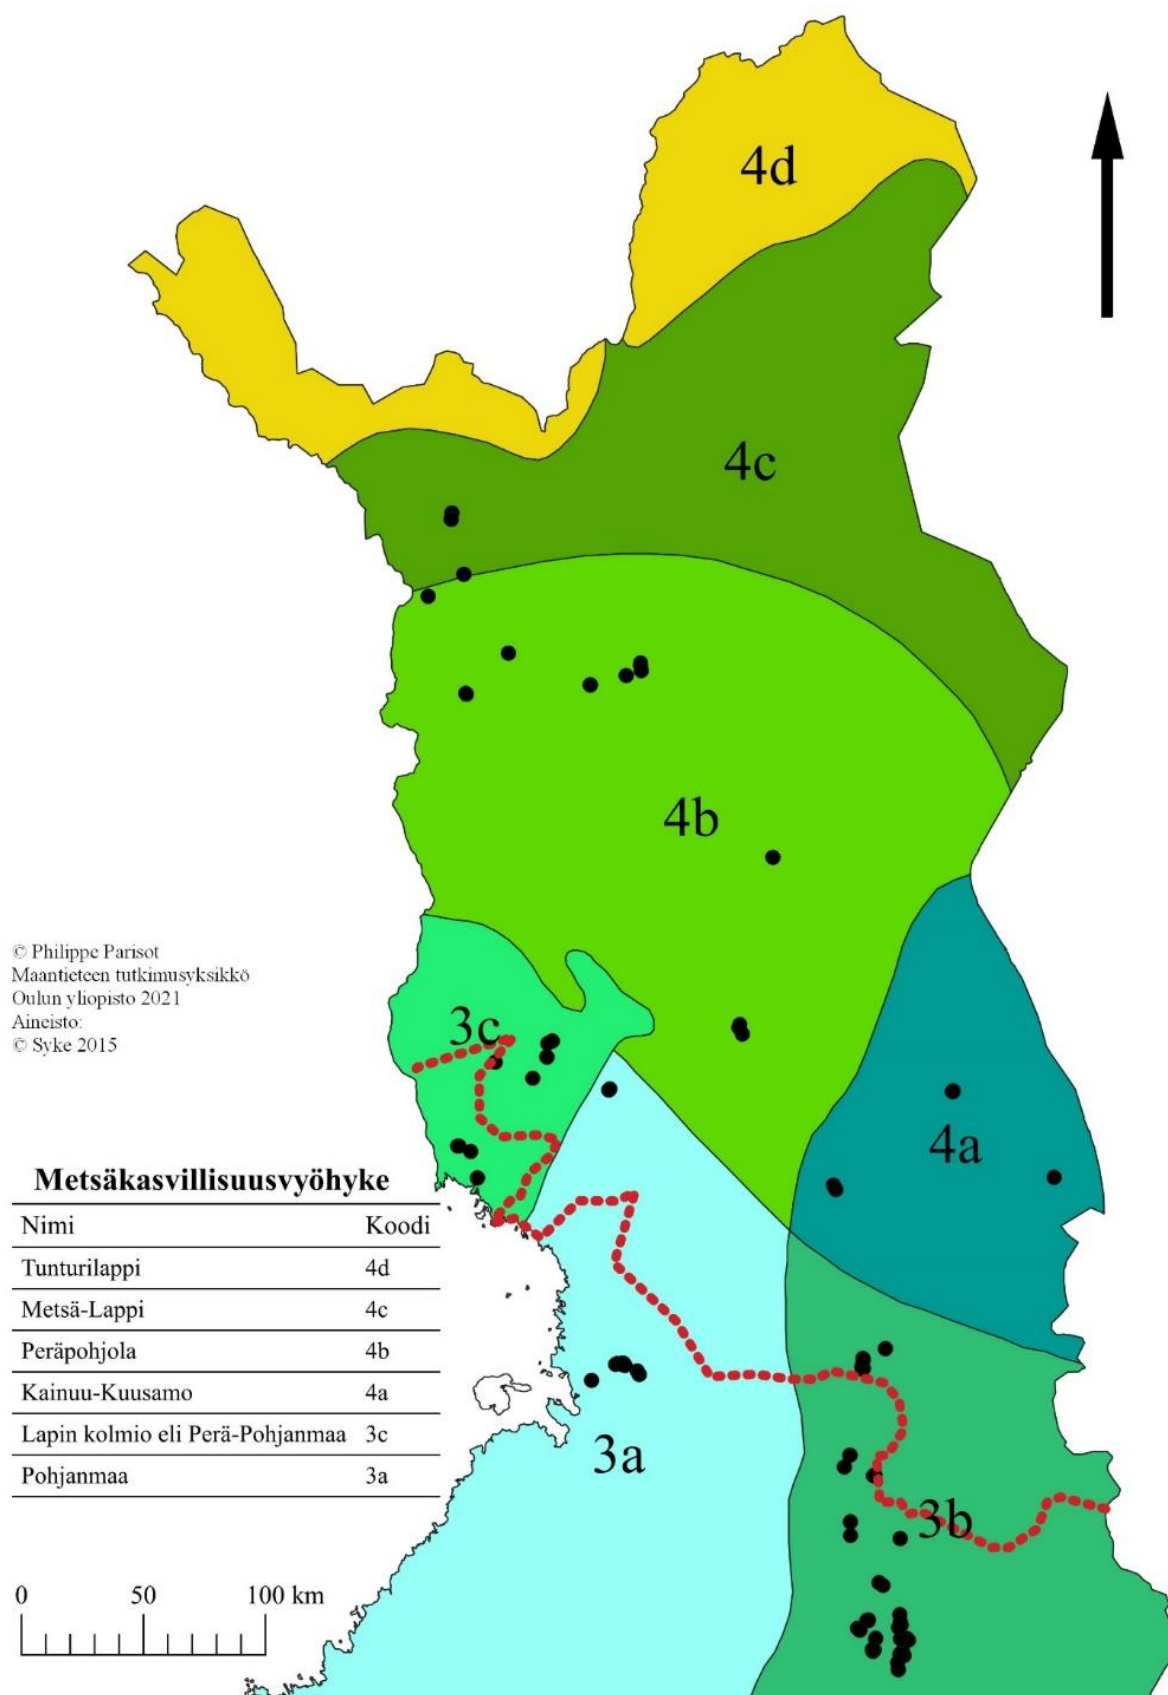 4d
4c
4b
© Philippe Parisot
Maantieteen tutkimusyksikkö
Oulun yliopisto 2021
Aineisto:
© Syke 2015
3c
4a
Metsäkasvillisuusvyöhyke
Nimi Koodi
Tunturilappi 4d
Metsä-Lappi 4c
Peräpohjola 4b
Kainuu-Kuusamo 4a
Lapin kolmio eli Perä-Pohjanmaa 3c
Pohjanmaa 3a
3a
3b
0 50 100 km